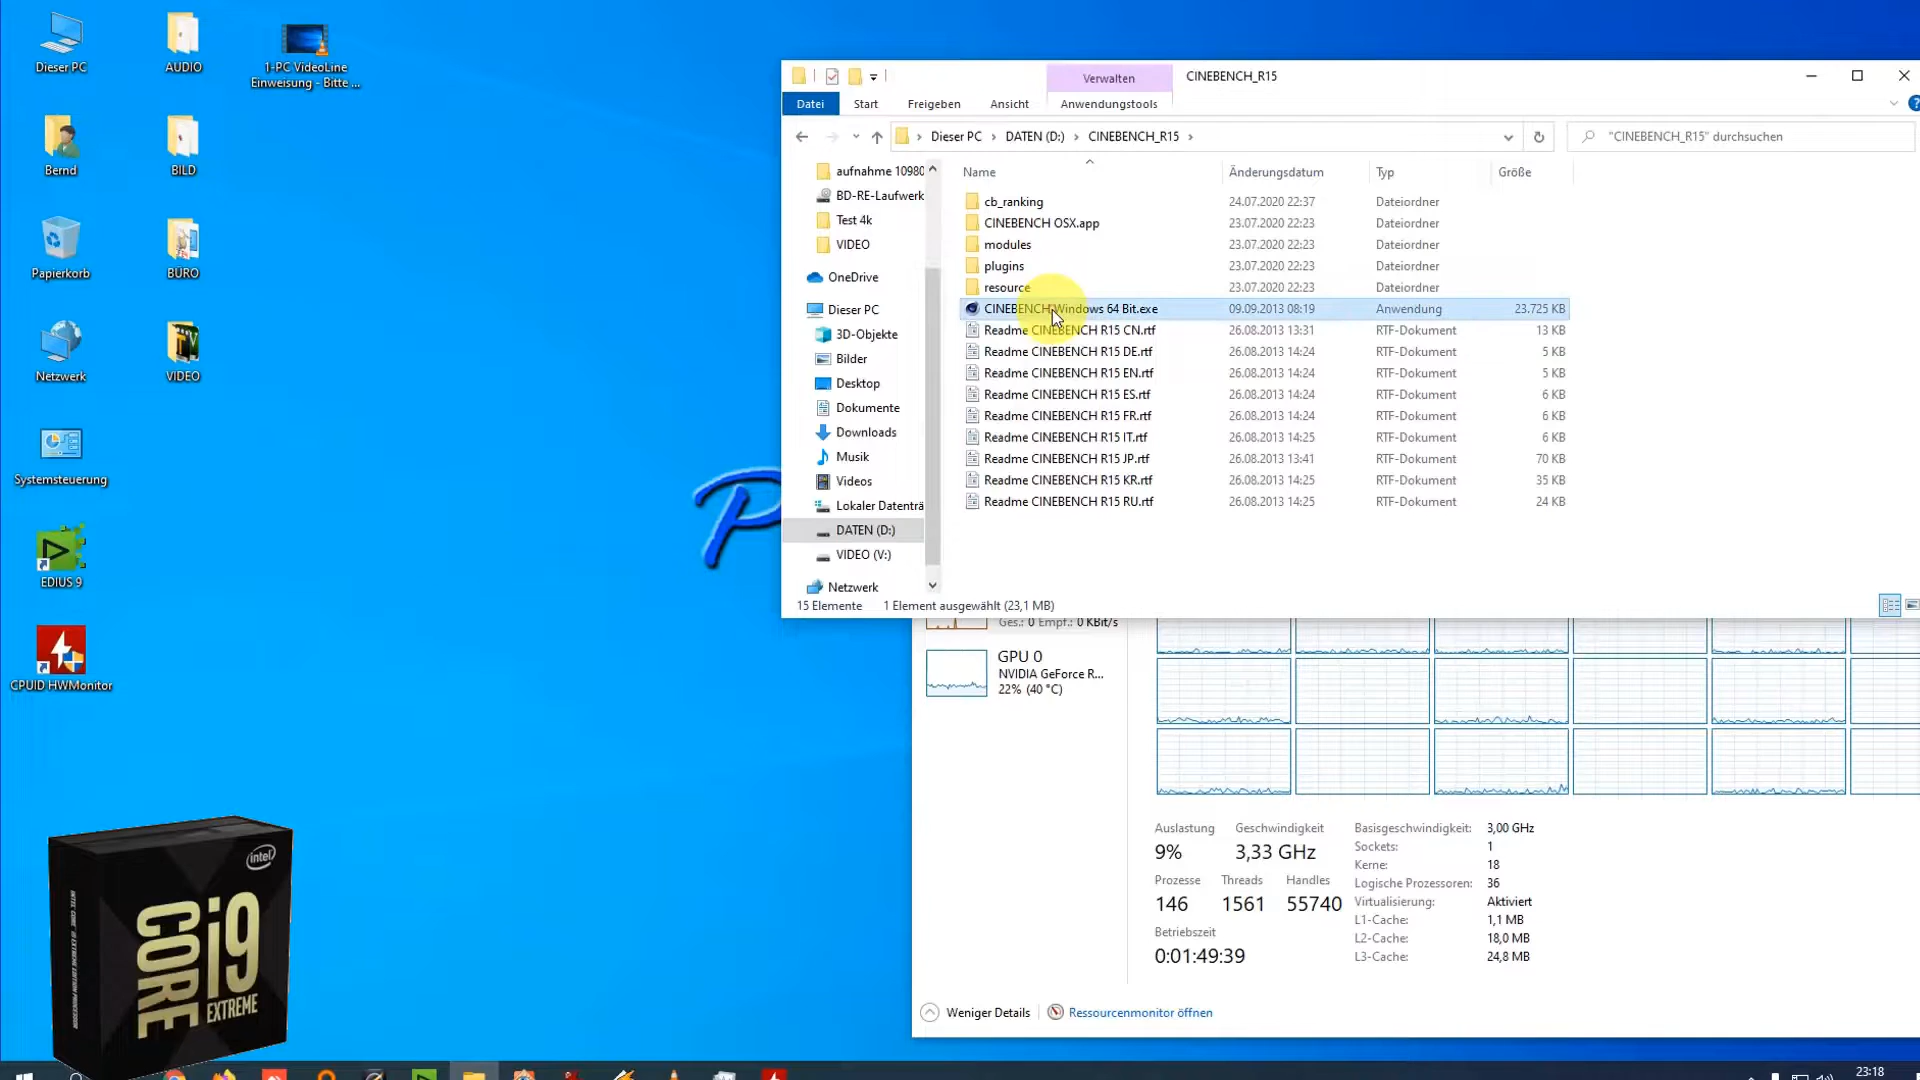 Dieser PC
AUDIO
1-PC VideoLine
Einweisung - Bitte ...
Bernd
BILD
Papierkorb
BÜRO
Netzwerk
VIDEO
Systemsteuerung
EDIUS 9
CPUID HWMonitor
P
Verwalten
CINEBENCH_R15
Datei
Start
Freigeben
Ansicht
Anwendungstools
Dieser PC
DATEN (D:)
CINEBENCH_R15
"CINEBENCH_R15" durchsuchen
aufnahme 10980
BD-RE-Laufwerk
Test 4k
VIDEO
OneDrive
Dieser PC
3D-Objekte
Bilder
Desktop
Dokumente
Downloads
Musik
Videos
Lokaler Datenträ
DATEN (D:)
VIDEO (V:)
Netzwerk
Name Änderungsdatum Typ Größe
cb_ranking 24.07.2020 22:37 Dateiordner
CINEBENCH OSX.app 23.07.2020 22:23 Dateiordner
modules 23.07.2020 22:23 Dateiordner
plugins 23.07.2020 22:23 Dateiordner
resource 23.07.2020 22:23 Dateiordner
CINEBENCH Windows 64 Bit.exe 09.09.2013 08:19 Anwendung 23.725 KB
Readme CINEBENCH R15 CN.rtf 26.08.2013 13:31 RTF-Dokument 13 KB
Readme CINEBENCH R15 DE.rtf 26.08.2013 14:24 RTF-Dokument 5 KB
Readme CINEBENCH R15 EN.rtf 26.08.2013 14:24 RTF-Dokument 5 KB
Readme CINEBENCH R15 ES.rtf 26.08.2013 14:24 RTF-Dokument 6 KB
Readme CINEBENCH R15 FR.rtf 26.08.2013 14:24 RTF-Dokument 6 KB
Readme CINEBENCH R15 IT.rtf 26.08.2013 14:25 RTF-Dokument 6 KB
Readme CINEBENCH R15 JP.rtf 26.08.2013 13:41 RTF-Dokument 70 KB
Readme CINEBENCH R15 KR.rtf 26.08.2013 14:25 RTF-Dokument 35 KB
Readme CINEBENCH R15 RU.rtf 26.08.2013 14:25 RTF-Dokument 24 KB
15 Elemente 1 Element ausgewählt (23,1 MB)
Ges.: 0 Empf.: 0 KBit/s
GPU 0
NVIDIA GeForce R...
22% (40 °C)
Auslastung Geschwindigkeit
9% 3,33 GHz
Prozesse Threads Handles
146 1561 55740
Betriebszeit
0:01:49:39
Basisgeschwindigkeit: 3,00 GHz
Sockets: 1
Kerne: 18
Logische Prozessoren: 36
Virtualisierung: Aktiviert
L1-Cache: 1,1 MB
L2-Cache: 18,0 MB
L3-Cache: 24,8 MB
Weniger Details
Ressourcenmonitor öffnen
intel
CORE i9
EXTREME
23:18